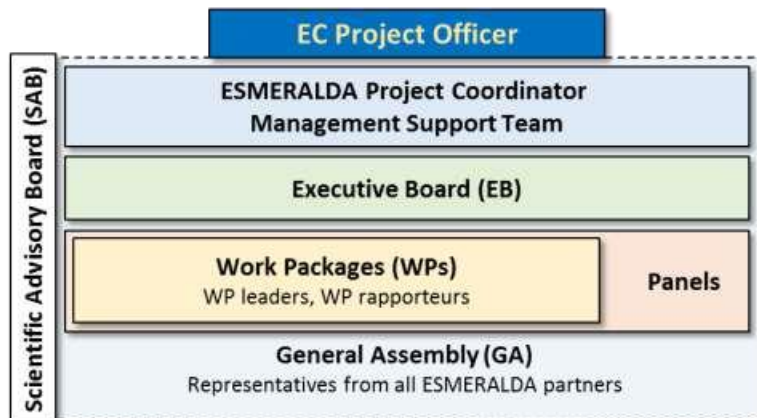 EC Project Officer
Scientific Advisory Board (SAB)
ESMERALDA Project Coordinator
Management Support Team
Executive Board (EB)
Work Packages (WPs)
WP leaders, WP rapporteurs
Panels
General Assembly (GA)
Representatives from all ESMERALDA partners